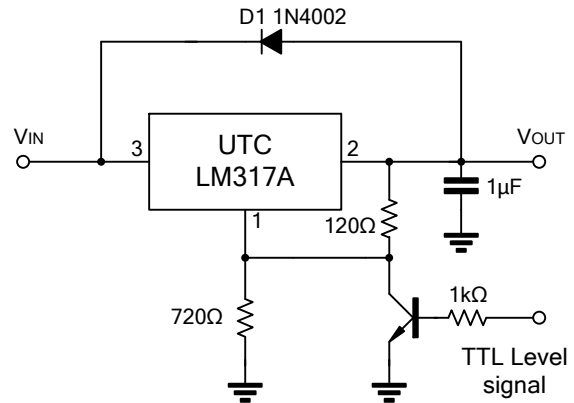 D1 1N4002
VIN
3
UTC
LM317A
2
VOUT
1µF
1
120Ω
720Ω
1kΩ
TTL Level
signal